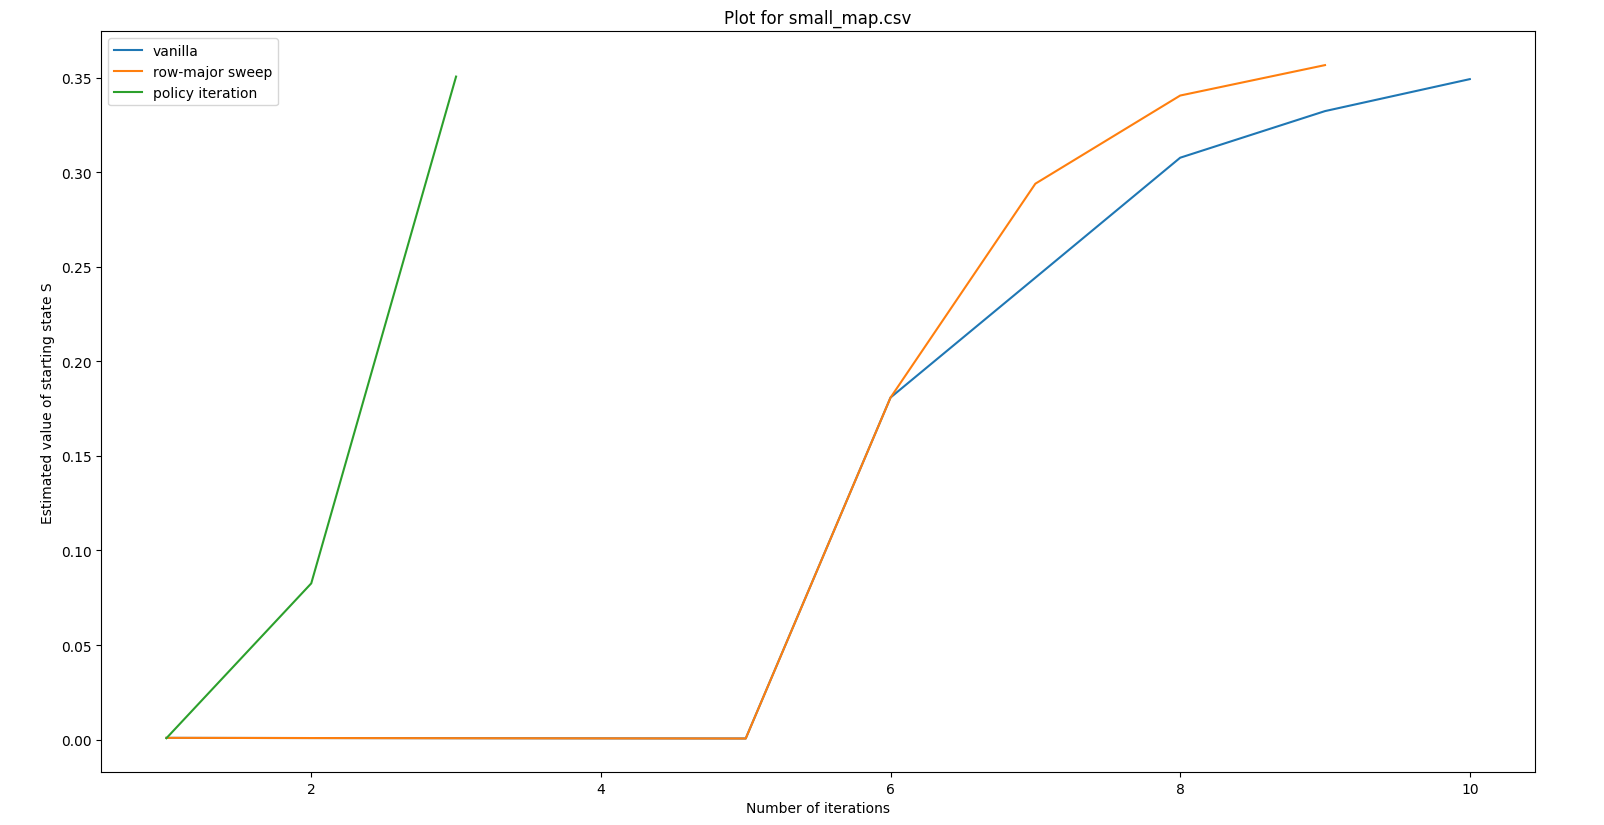 Plot for small_map.csv
vanilla
row-major sweep
policy iteration
0.35
0.30
0.25
0.20
0.15
0.10
0.05
0.00
Estimated value of starting state S
2 4 6 8 10
Number of iterations